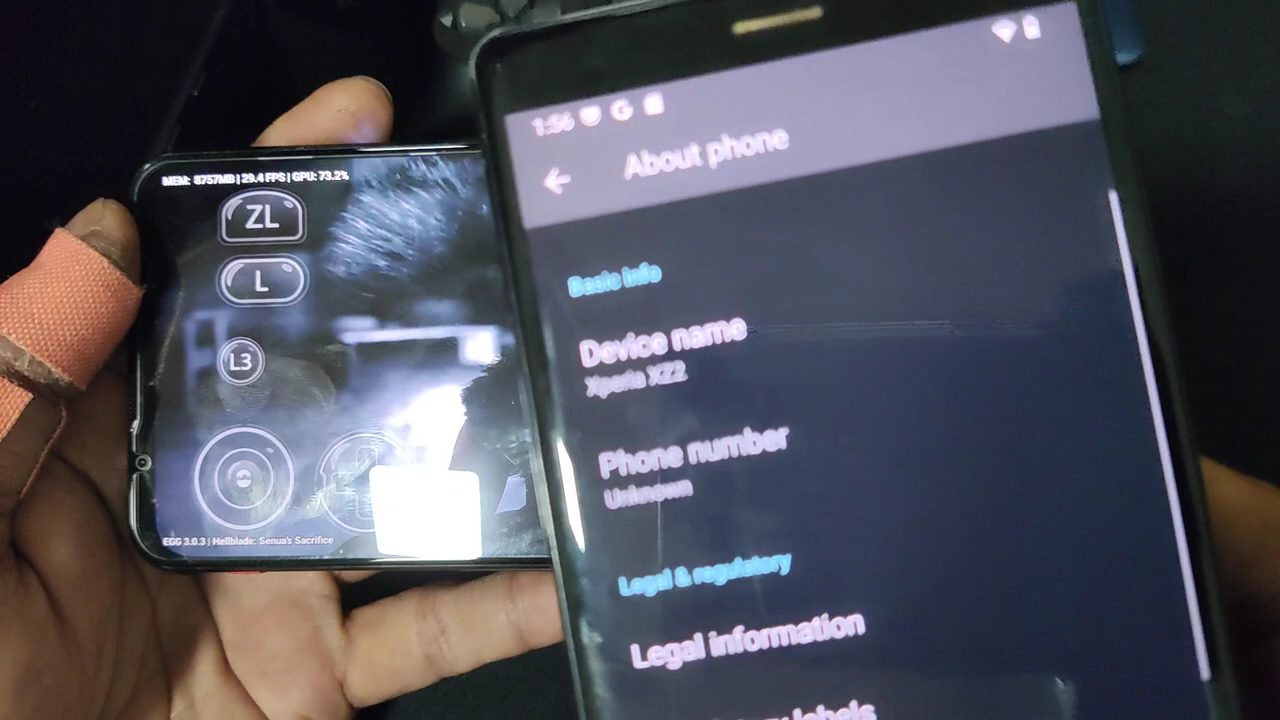 MEM: 8757MB | 29.4 FPS | GPU: 73.2%
ZL
L
L3
EGG 3.0.3 | Hellblade: Senua's Sacrifice
1:56
G
About phone
Basic info
Device name
Xperia XZ2
Phone number
Unknown
Legal & regulatory
Legal information
labels